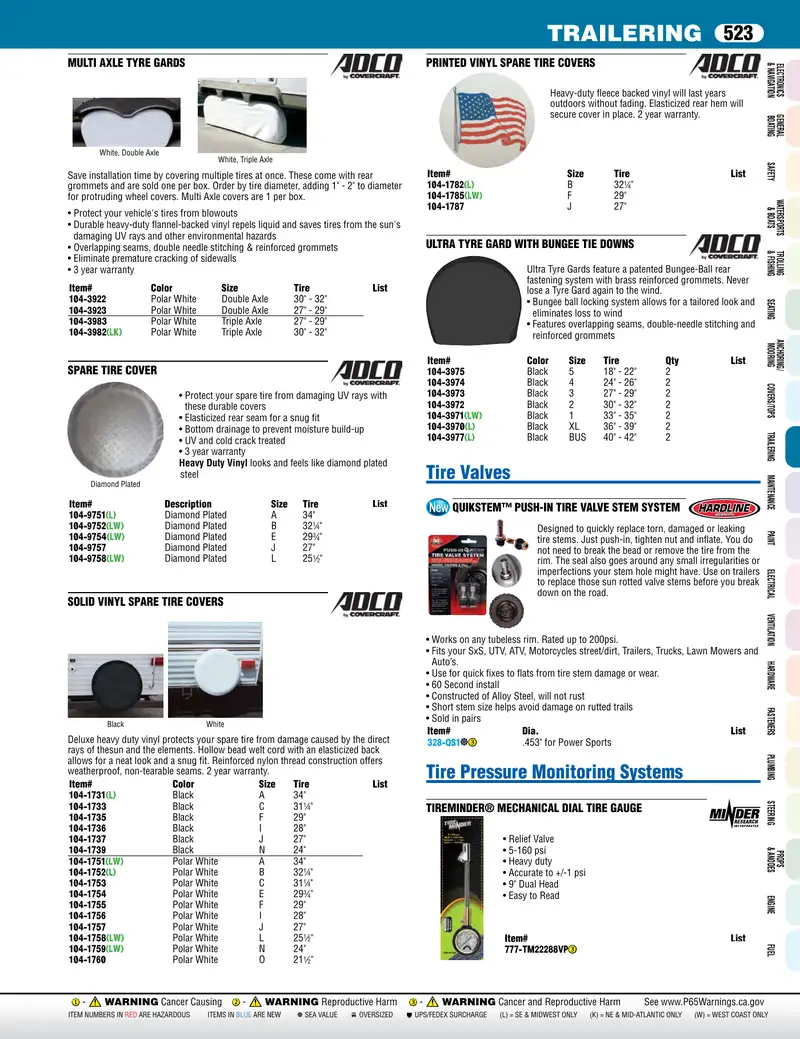 TRAILERING 523
MULTI AXLE TYRE GARDS
ADCO
by COVERCRAFT.
White, Double Axle
White, Triple Axle
Save installation time by covering multiple tires at once. These come with rear
grommets and are sold one per box. Order by tire diameter, adding 1" - 2" to diameter
for protruding wheel covers. Multi Axle covers are 1 per box.
• Protect your vehicle's tires from blowouts
• Durable heavy-duty flannel-backed vinyl repels liquid and saves tires from the sun's
damaging UV rays and other environmental hazards
• Overlapping seams, double needle stitching & reinforced grommets
• Eliminate premature cracking of sidewalls
• 3 year warranty
Item# Color Size Tire List
104-3922 Polar White Double Axle 30" - 32"
104-3923 Polar White Double Axle 27" - 29"
104-3983 Polar White Triple Axle 27" - 29"
104-3982(LK) Polar White Triple Axle 30" - 32"
SPARE TIRE COVER
ADCO
by COVERCRAFT.
Diamond Plated
• Protect your spare tire from damaging UV rays with
these durable covers
• Elasticized rear seam for a snug fit
• Bottom drainage to prevent moisture build-up
• UV and cold crack treated
• 3 year warranty
Heavy Duty Vinyl looks and feels like diamond plated
steel
Item# Description Size Tire List
104-9751(L) Diamond Plated A 34"
104-9752(LW) Diamond Plated B 32¼"
104-9754(LW) Diamond Plated E 29¾"
104-9757 Diamond Plated J 27"
104-9758(LW) Diamond Plated L 25½"
SOLID VINYL SPARE TIRE COVERS
ADCO
by COVERCRAFT.
Black
White
Deluxe heavy duty vinyl protects your spare tire from damage caused by the direct
rays of thesun and the elements. Hollow bead welt cord with an elasticized back
allows for a neat look and a snug fit. Reinforced nylon thread construction offers
weatherproof, non-tearable seams. 2 year warranty.
Item# Color Size Tire List
104-1731(L) Black A 34"
104-1733 Black C 31¼"
104-1735 Black F 29"
104-1736 Black I 28"
104-1737 Black J 27"
104-1739 Black N 24"
104-1751(LW) Polar White A 34"
104-1752(L) Polar White B 32¼"
104-1753 Polar White C 31¼"
104-1754 Polar White E 29¾"
104-1755 Polar White F 29"
104-1756 Polar White I 28"
104-1757 Polar White J 27"
104-1758(LW) Polar White L 25½"
104-1759(LW) Polar White N 24"
104-1760 Polar White O 21½"
PRINTED VINYL SPARE TIRE COVERS
ADCO
by COVERCRAFT.
Heavy-duty fleece backed vinyl will last years
outdoors without fading. Elasticized rear hem will
secure cover in place. 2 year warranty.
Item# Size Tire List
104-1782(L) B 32¼"
104-1785(LW) F 29"
104-1787 J 27"
ULTRA TYRE GARD WITH BUNGEE TIE DOWNS
ADCO
by COVERCRAFT.
Ultra Tyre Gards feature a patented Bungee-Ball rear
fastening system with brass reinforced grommets. Never
lose a Tyre Gard again to the wind.
• Bungee ball locking system allows for a tailored look and
eliminates loss to wind
• Features overlapping seams, double-needle stitching and
reinforced grommets
Item# Color Size Tire Qty List
104-3975 Black 5 18" - 22" 2
104-3974 Black 4 24" - 26" 2
104-3973 Black 3 27" - 29" 2
104-3972 Black 2 30" - 32" 2
104-3971(LW) Black 1 33" - 35" 2
104-3970(L) Black XL 36" - 39" 2
104-3977(L) Black BUS 40" - 42" 2
Tire Valves
New QUIKSTEM™ PUSH-IN TIRE VALVE STEM SYSTEM
HARDLINE
Designed to quickly replace torn, damaged or leaking
tire stems. Just push-in, tighten nut and inflate. You do
not need to break the bead or remove the tire from the
rim. The seal also goes around any small irregularities or
imperfections your stem hole might have. Use on trailers
to replace those sun rotted valve stems before you break
down on the road.
• Works on any tubeless rim. Rated up to 200psi.
• Fits your SxS, UTV, ATV, Motorcycles street/dirt, Trailers, Trucks, Lawn Mowers and
Auto's.
• Use for quick fixes to flats from tire stem damage or wear.
• 60 Second install
• Constructed of Alloy Steel, will not rust
• Short stem size helps avoid damage on rutted trails
• Sold in pairs
Item# Dia. List
328-QS1 3 .453" for Power Sports
Tire Pressure Monitoring Systems
TIREMINDER® MECHANICAL DIAL TIRE GAUGE
MINDER
RESEARCH
INCORPORATED
• Relief Valve
• 5-160 psi
• Heavy duty
• Accurate to +/-1 psi
• 9" Dual Head
• Easy to Read
Item# List
777-TM22288VP 3
ELECTRONICS
& NAVIGATION
GENERAL
BOATING
SAFETY
WATERSPORTS
& BOATS
TROLLING
& FISHING
SEATING
ANCHORING/
MOORING
COVERS/TOPS
TRAILERING
MAINTENANCE
PAINT
ELECTRICAL
VENTILATION
HARDWARE
FASTENERS
PLUMBING
STEERING
PROPS
& ANODES
ENGINE
FUEL
1 - WARNING Cancer Causing 2 - WARNING Reproductive Harm 3 - WARNING Cancer and Reproductive Harm See www.P65Warnings.ca.gov
ITEM NUMBERS IN RED ARE HAZARDOUS ITEMS IN BLUE ARE NEW SEA VALUE OVERSIZED UPS/FEDEX SURCHARGE (L) = SE & MIDWEST ONLY (K) = NE & MID-ATLANTIC ONLY (W) = WEST COAST ONLY